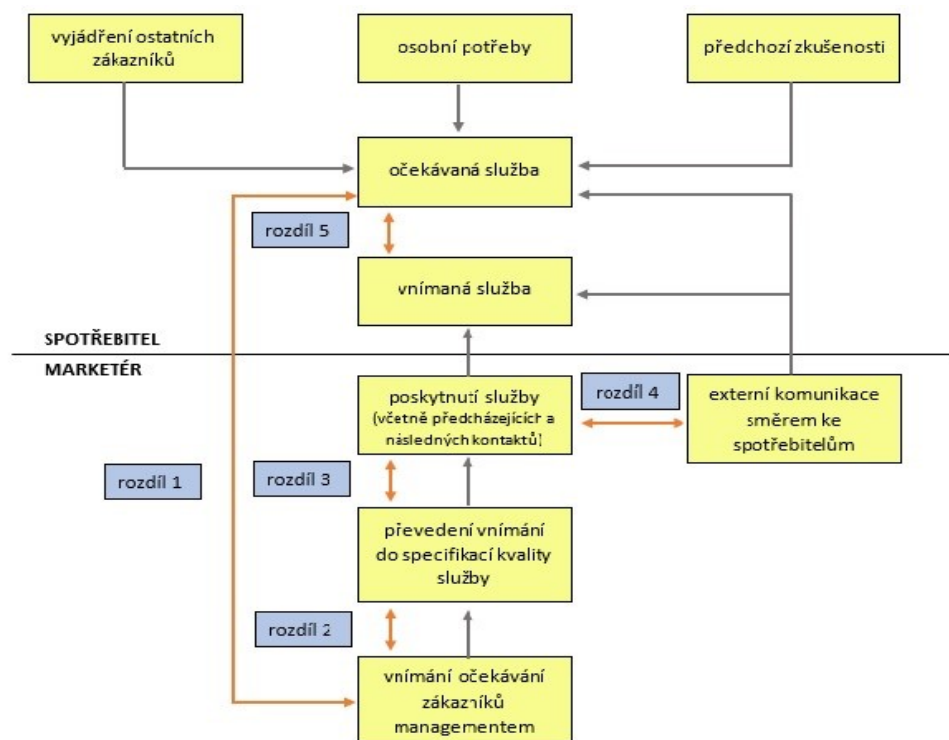 vyjádření ostatních
zákazníků
osobní potřeby
předchozí zkušenosti
očekávaná služba
rozdíl 5
vnímaná služba
SPOTŘEBITEL
MARKETÉR
poskytnutí služby
(včetně předcházejících a
následných kontaktů)
rozdíl 4
externí komunikace
směrem ke
spotřebitelům
rozdíl 1
rozdíl 3
převedení vnímání
do specifikací kvality
služby
rozdíl 2
vnímání očekávání
zákazníků
managementem